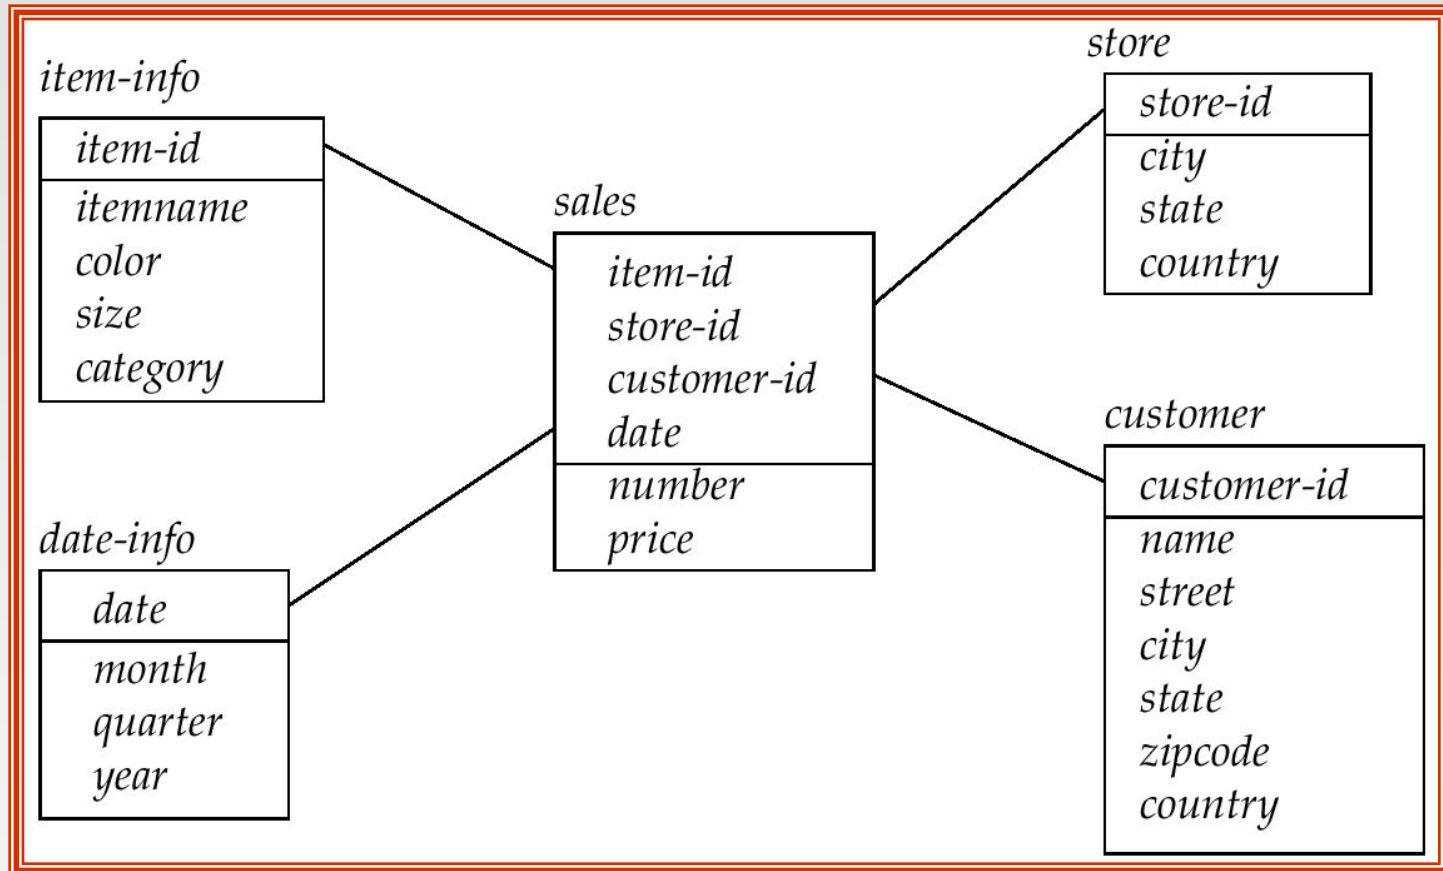 item-info
item-id
itemname
color
size
category
date-info
date
month
quarter
year
sales
item-id
store-id
customer-id
date
number
price
store
store-id
city
state
country
customer
customer-id
name
street
city
state
zipcode
country